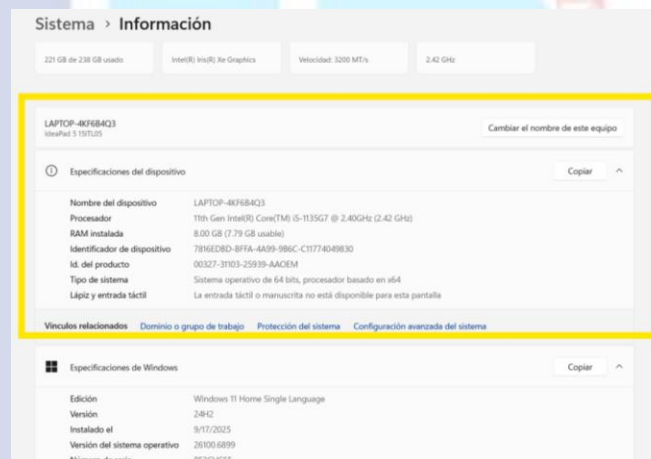 Sistema > Información
221 GB de 238 GB usado
Intel(R) Iris(R) Xe Graphics
Velocidad: 3200 MT/s
2.42 GHz
LAPTOP-4KF6B4Q3
IdeaPad 5 15ITL05
Cambiar el nombre de este equipo
Especificaciones del dispositivo
Copiar
Nombre del dispositivo LAPTOP-4KF6B4Q3
Procesador 11th Gen Intel(R) Core(TM) i5-1135G7 @ 2.40GHz (2.42 GHz)
RAM instalada 8.00 GB (7.79 GB usable)
Identificador de dispositivo
Id. del producto 00327-31103-25939-AAOEM
Tipo de sistema Sistema operativo de 64 bits, procesador basado en x64
Lápiz y entrada táctil La entrada táctil o manuscrita no está disponible para esta pantalla
Vínculos relacionados Dominio o grupo de trabajo Protección del sistema Configuración avanzada del sistema
Especificaciones de Windows
Copiar
Edición Windows 11 Home Single Language
Versión 24H2
Instalado el 9/17/2025
Versión del sistema operativo 26100.6899